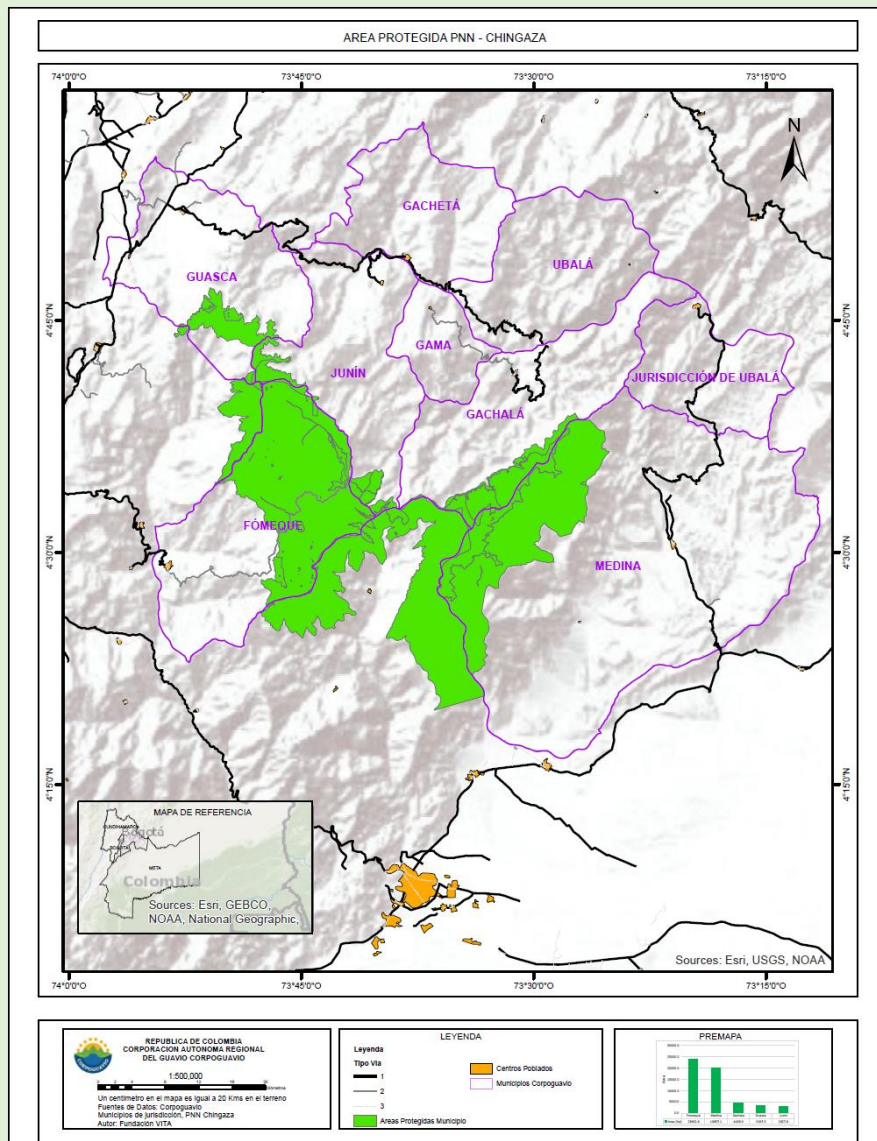 AREA PROTEGIDA PNN - CHINGAZA
74°0'0"O 73°45'0"O 73°30'0"O 73°15'0"O
N
GACHETÁ
UBALÁ
GUASCA
4°45'0"N 4°45'0"N
GAMA
JUNÍN
JURISDICCIÓN DE UBALÁ
GACHALÁ
FÓMEQUE
4°30'0"N 4°30'0"N
MEDINA
4°15'0"N 4°15'0"N
MAPA DE REFERENCIA
CUNDINAMARCA
Bogotá
META
Colombia
Sources: Esri, GEBCO,
NOAA, National Geographic,
Sources: Esri, USGS, NOAA
74°0'0"O 73°45'0"O 73°30'0"O 73°15'0"O
REPUBLICA DE COLOMBIA
CORPORACION AUTONOMA REGIONAL
DEL GUAVIO CORPOGUAVIO
CORPOGUAVIO
1:500,000
Un centimetro en el mapa es igual a 20 Kms en el terreno
Fuentes de Datos: Corpoguavio
Municipios de jurisdicción, PNN Chingaza
Autor: Fundación VITA
LEYENDA
Leyenda
Tipo Via
1
2
3
Areas Protegidas Municipio
Centros Poblados
Municipios Corpoguavio
PREMAPA